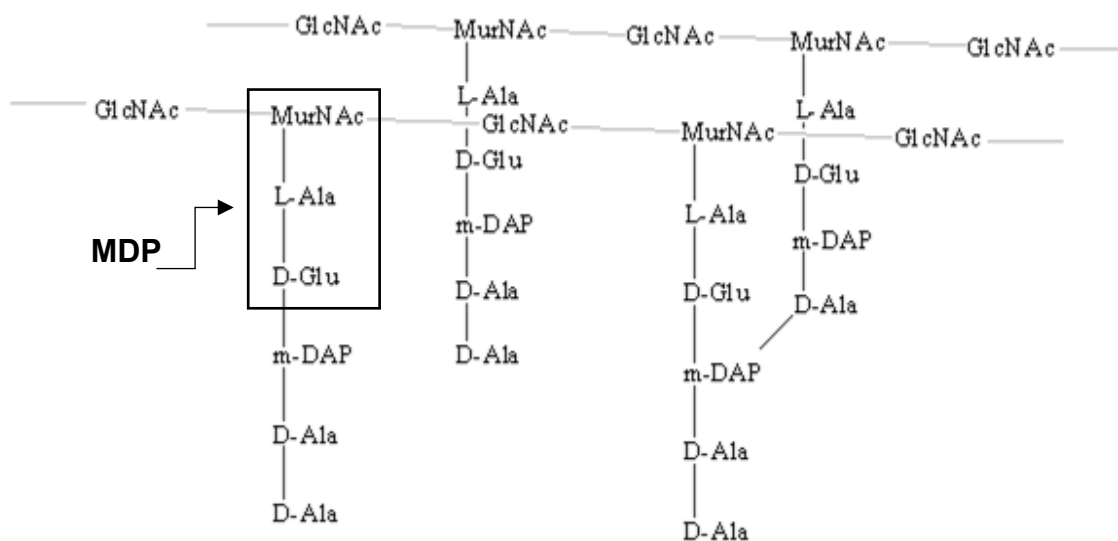 GlcNAc MurNAc GlcNAc MurNAc GlcNAc
L-Ala L-Ala
GlcNAc MurNAc GlcNAc MurNAc GlcNAc
D-Glu D-Glu
L-Ala L-Ala
m-DAP m-DAP
MDP
D-Glu D-Ala D-Glu D-Ala
m-DAP D-Ala m-DAP
D-Ala D-Ala
D-Ala D-Ala